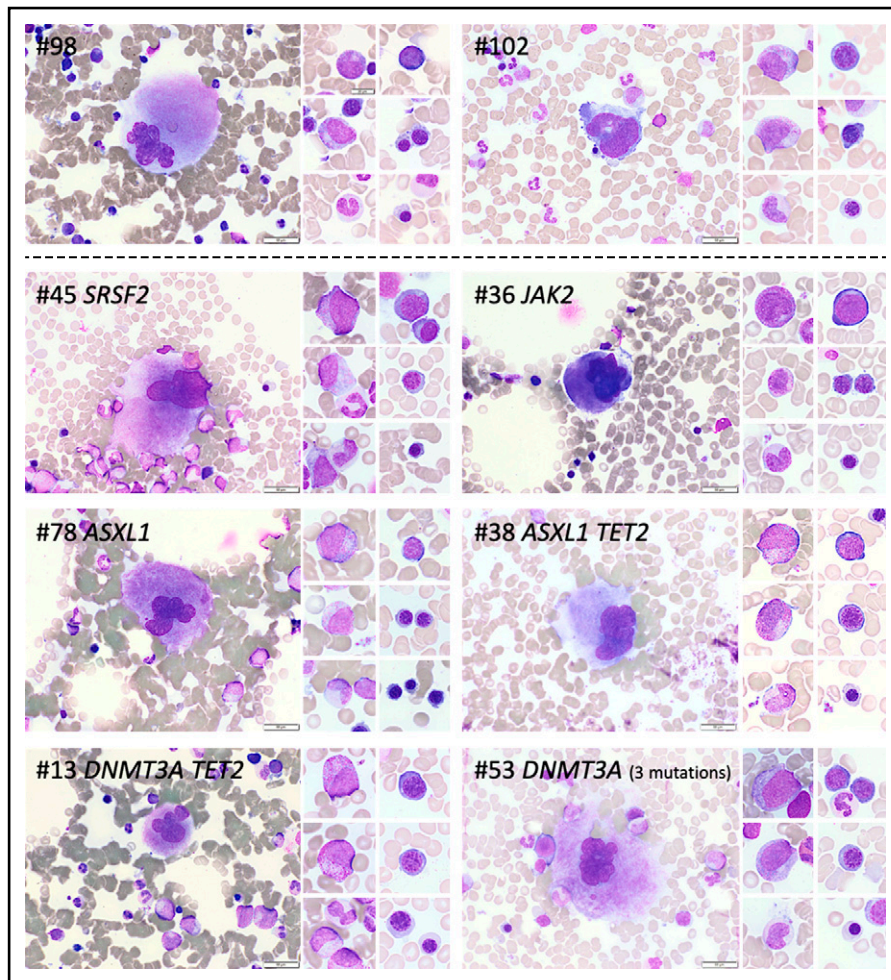 #98
#102
#45 SRSF2
#36 JAK2
#78 ASXL1
#38 ASXL1 TET2
#13 DNMT3A TET2
#53 DNMT3A (3 mutations)